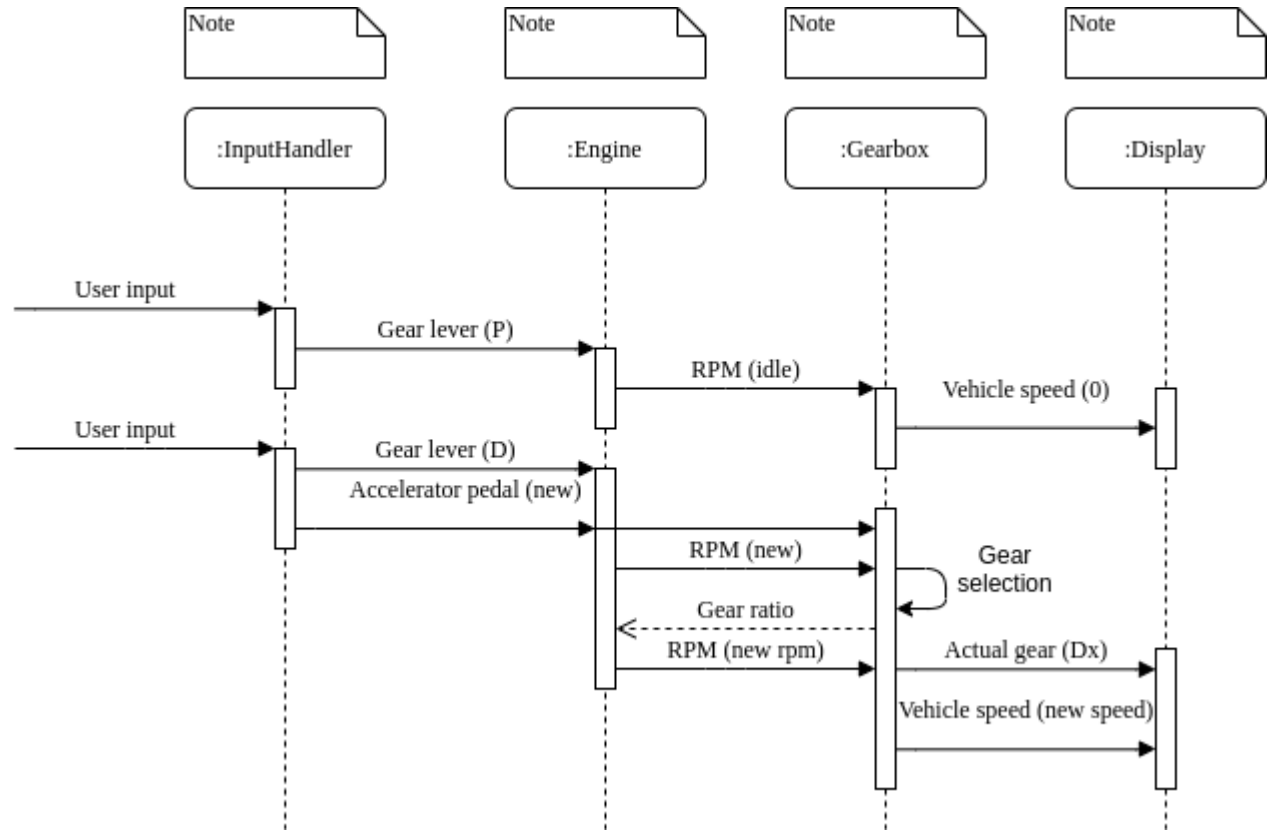 Note
Note
Note
Note
:InputHandler
:Engine
:Gearbox
:Display
User input
Gear lever (P)
RPM (idle)
Vehicle speed (0)
User input
Gear lever (D)
Accelerator pedal (new)
RPM (new)
Gear
selection
Gear ratio
RPM (new rpm)
Actual gear (Dx)
Vehicle speed (new speed)